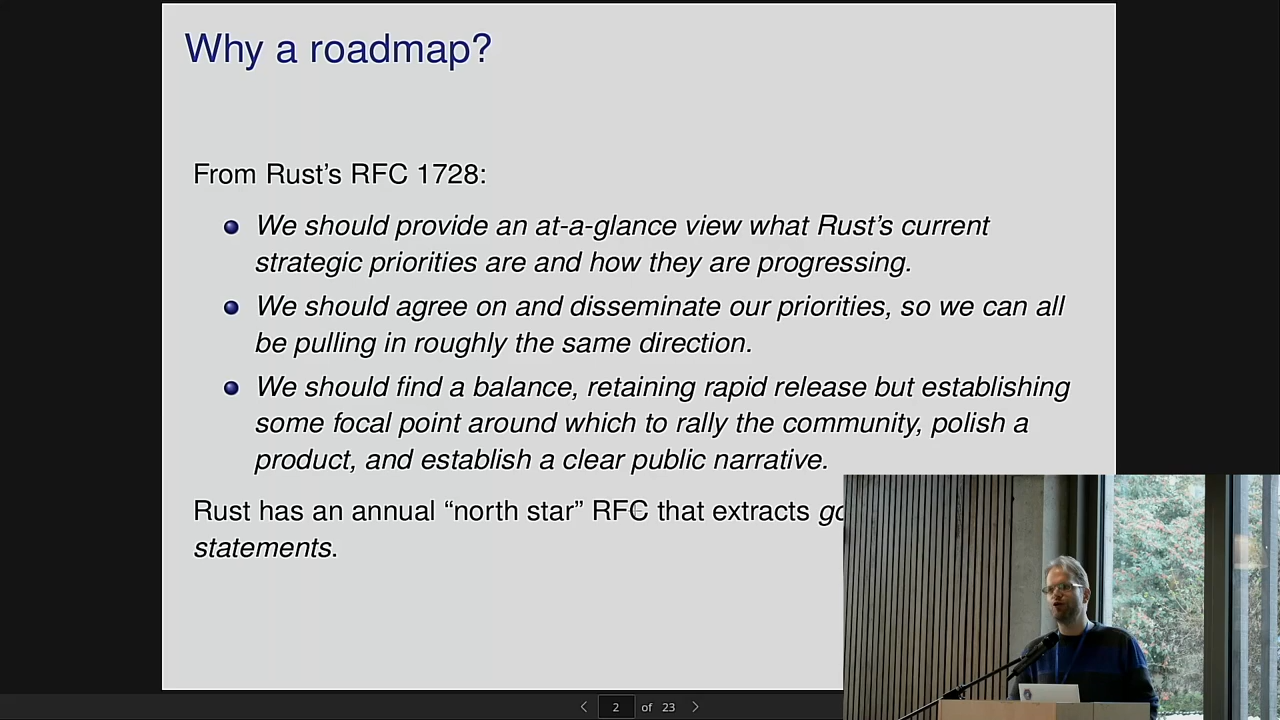 Why a roadmap?
From Rust's RFC 1728:
We should provide an at-a-glance view what Rust's current
strategic priorities are and how they are progressing.
We should agree on and disseminate our priorities, so we can all
be pulling in roughly the same direction.
We should find a balance, retaining rapid release but establishing
some focal point around which to rally the community, polish a
product, and establish a clear public narrative.
Rust has an annual “north star” RFC that extracts
statements.
2 of 23